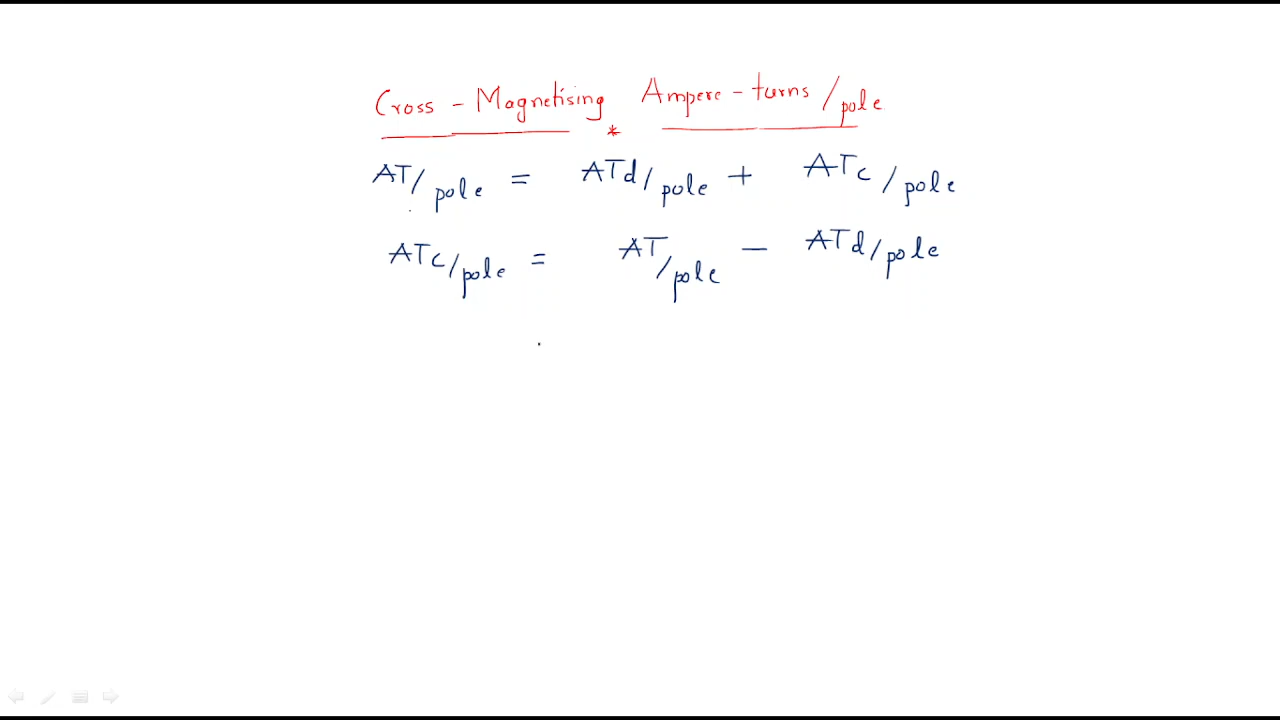 Cross - Magnetising Ampere - turns / pole
*
AT/pole = ATd/pole + ATc/pole
ATc/pole = AT/pole - ATd/pole